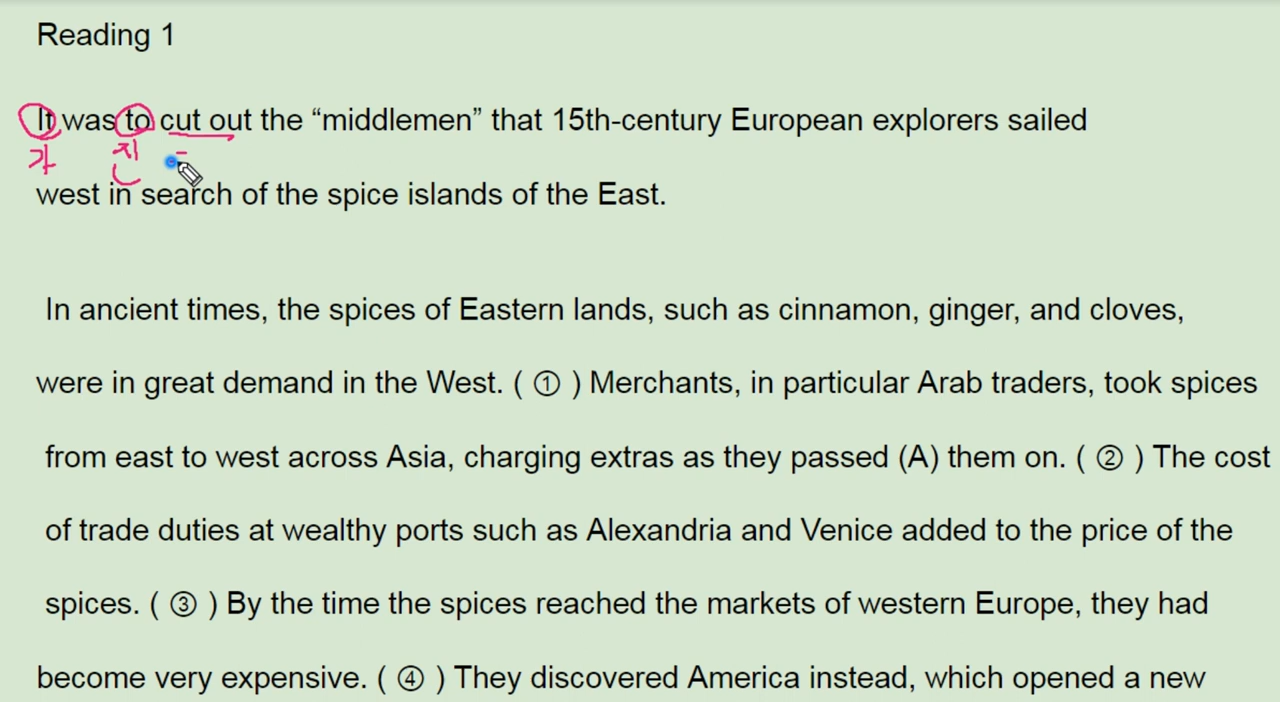 Reading 1
It was to cut out the “middlemen” that 15th-century European explorers sailed
가 진
west in search of the spice islands of the East.
In ancient times, the spices of Eastern lands, such as cinnamon, ginger, and cloves,
were in great demand in the West. ( ① ) Merchants, in particular Arab traders, took spices
from east to west across Asia, charging extras as they passed (A) them on. ( ② ) The cost
of trade duties at wealthy ports such as Alexandria and Venice added to the price of the
spices. ( ③ ) By the time the spices reached the markets of western Europe, they had
become very expensive. ( ④ ) They discovered America instead, which opened a new